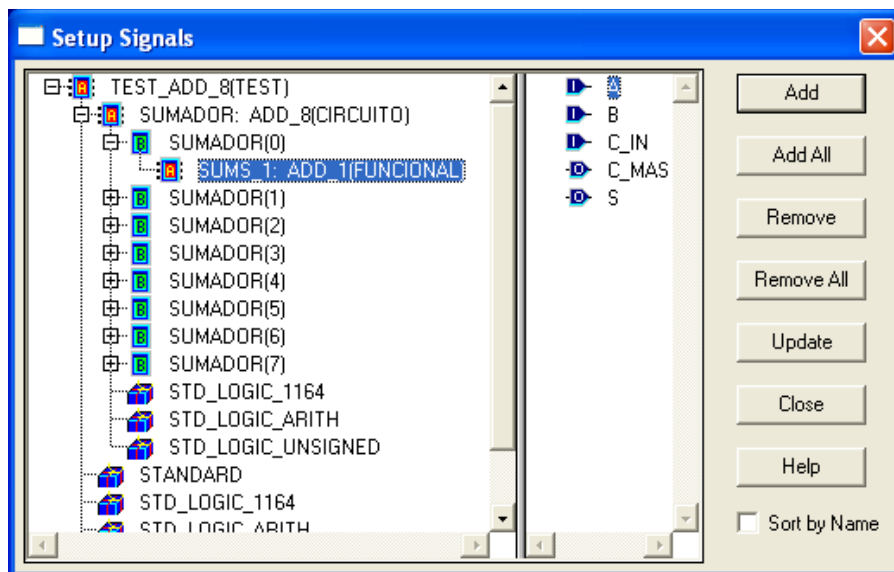 Setup Signals
TEST_ADD_8(TEST)
SUMADOR: ADD_8(CIRCUITO)
B SUMADOR(0)
SUMS_1: ADD_1(FUNCIONAL)
B SUMADOR(1)
B SUMADOR(2)
B SUMADOR(3)
B SUMADOR(4)
B SUMADOR(5)
B SUMADOR(6)
B SUMADOR(7)
STD_LOGIC_1164
STD_LOGIC_ARITH
STD_LOGIC_UNSIGNED
STANDARD
STD_LOGIC_1164
STD_LOGIC_ARITH
A
B
C_IN
C_MAS
S
Add
Add All
Remove
Remove All
Update
Close
Help
Sort by Name